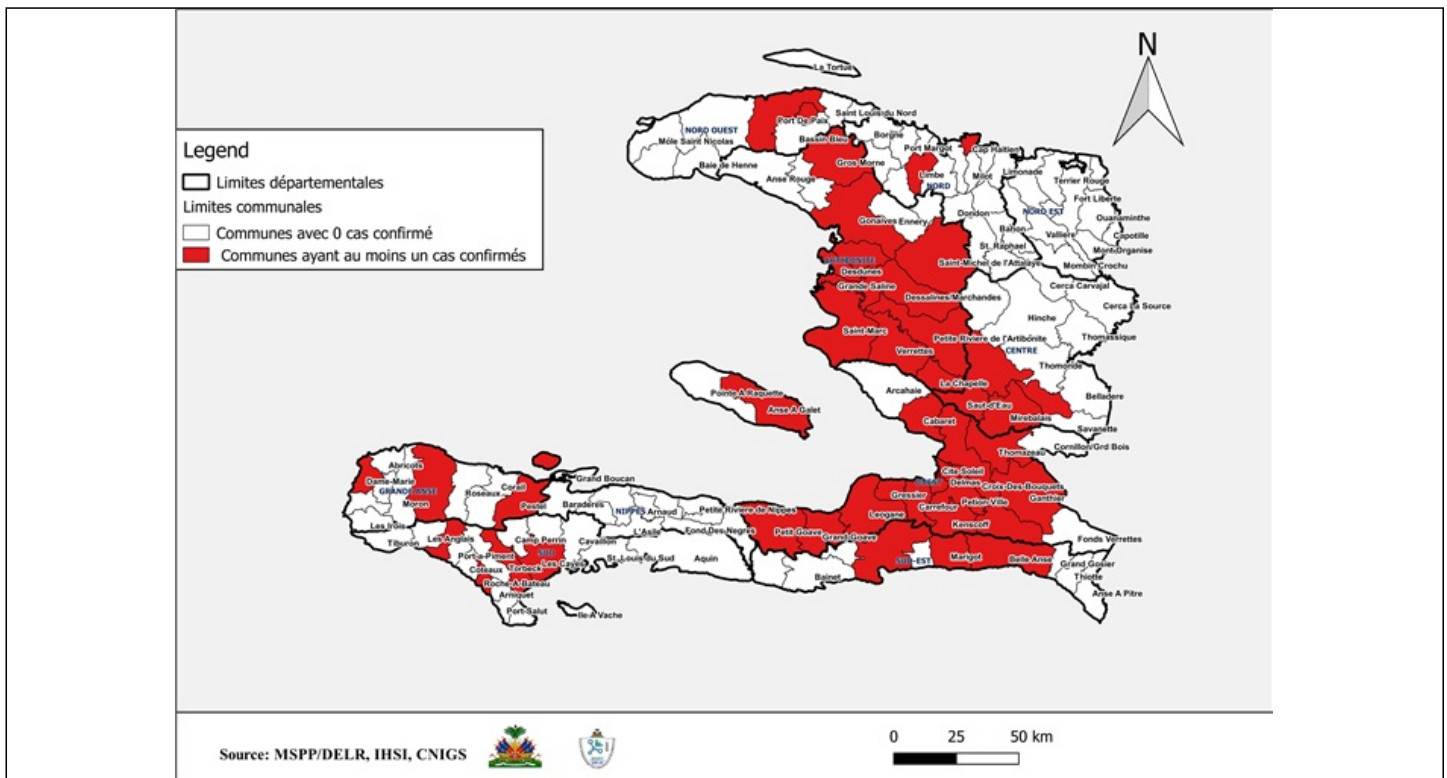 N
La Tortue
Saint Louis du Nord
Port De Paix
NORD OUEST
Môle Saint Nicolas
Bassin Bleu
Borgne
Port Margot
Cap Haïtien
Baie de Henne
Gros Morne
Limbe
Milot
Limonade
Terrier Rouge
Anse Rouge
NORD
Fort Liberte
Gonaïves
Ennery
Dondon
NORD EST
Ouanaminthe
Bahon
Valliere
Capotille
St. Raphael
Mont-Organise
Saint-Michel de l'Attalaye
Mombin Crochu
ARTIBONITE
Desdunes
Grande Saline
Dessalines/Marchandes
Cerca Carvajal
Cerca La Source
Hinche
Saint-Marc
Petite Riviere de l'Artibonite
Thomassique
Verrettes
CENTRE
Thomonde
La Chapelle
Belladere
Arcahaie
Saut-d'Eau
Mirebalais
Savanette
Pointe A Raquette
Anse A Galet
Cabaret
Cornillon/Grd Bois
Thomazeau
Cite Soleil
Delmas
Croix-Des-Bouquets
OUEST
Gressier
Carrefour
Petion Ville
Ganthier
Leogane
Kenscoff
Abricots
Dame-Marie
GRANDE ANSE
Moron
Roseaux
Corail
Pestel
Grand Boucan
Baraderes
NIPPES
Arnaud
Petite Riviere de Nippes
Petit Goave
Grand Goave
Les Irois
Tiburon
Les Anglais
Camp Perrin
Cavaillon
L'Asile
Fond Des Negres
Port-a-Piment
SUD
Les Cayes
St. Louis du Sud
Aquin
Coteaux
Torbeck
Roche-A-Bateau
Arniquet
Port-Salut
Ile A Vache
Bainet
SUD-EST
Marigot
Belle Anse
Fonds Verrettes
Grand Gosier
Thiotte
Anse A Pitre
Legend
Limites départementales
Limites communales
Communes avec 0 cas confirmé
Communes ayant au moins un cas confirmés
Source: MSPP/DELR, IHSI, CNIGS
0 25 50 km